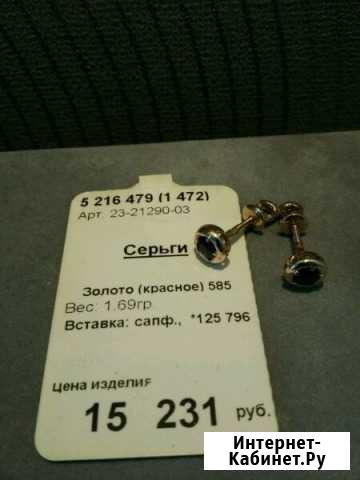 5 216 479 (1 472)
Арт. 23-21290-03
Серьги
Золото (красное) 585
Вес: 1.69гр.
Вставка: сапф., *125 796
цена изделия
15 231 руб.
Интернет-
Кабинет.Ру